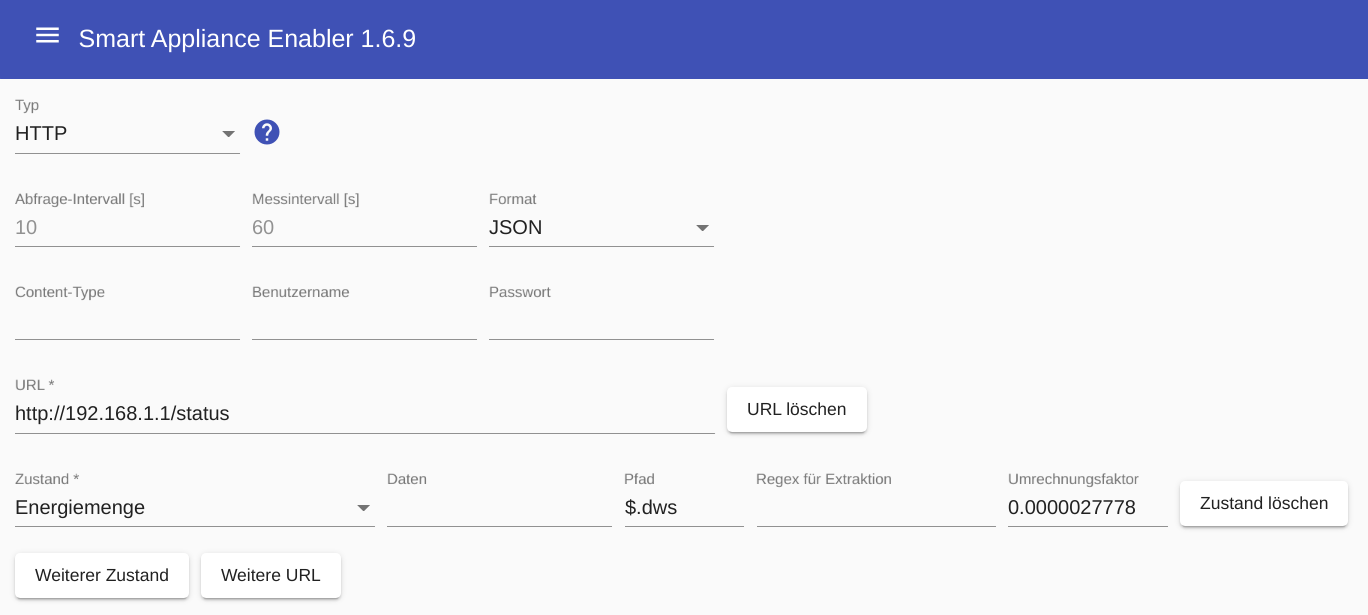 Smart Appliance Enabler 1.6.9
Typ
HTTP
?
Abfrage-Intervall [s] Messintervall [s] Format
10 60 JSON
Content-Type Benutzername Passwort
URL *
http://192.168.1.1/status URL löschen
Zustand * Daten Pfad Regex für Extraktion Umrechnungsfaktor
Energiemenge $.dws 0.0000027778 Zustand löschen
Weiterer Zustand Weitere URL